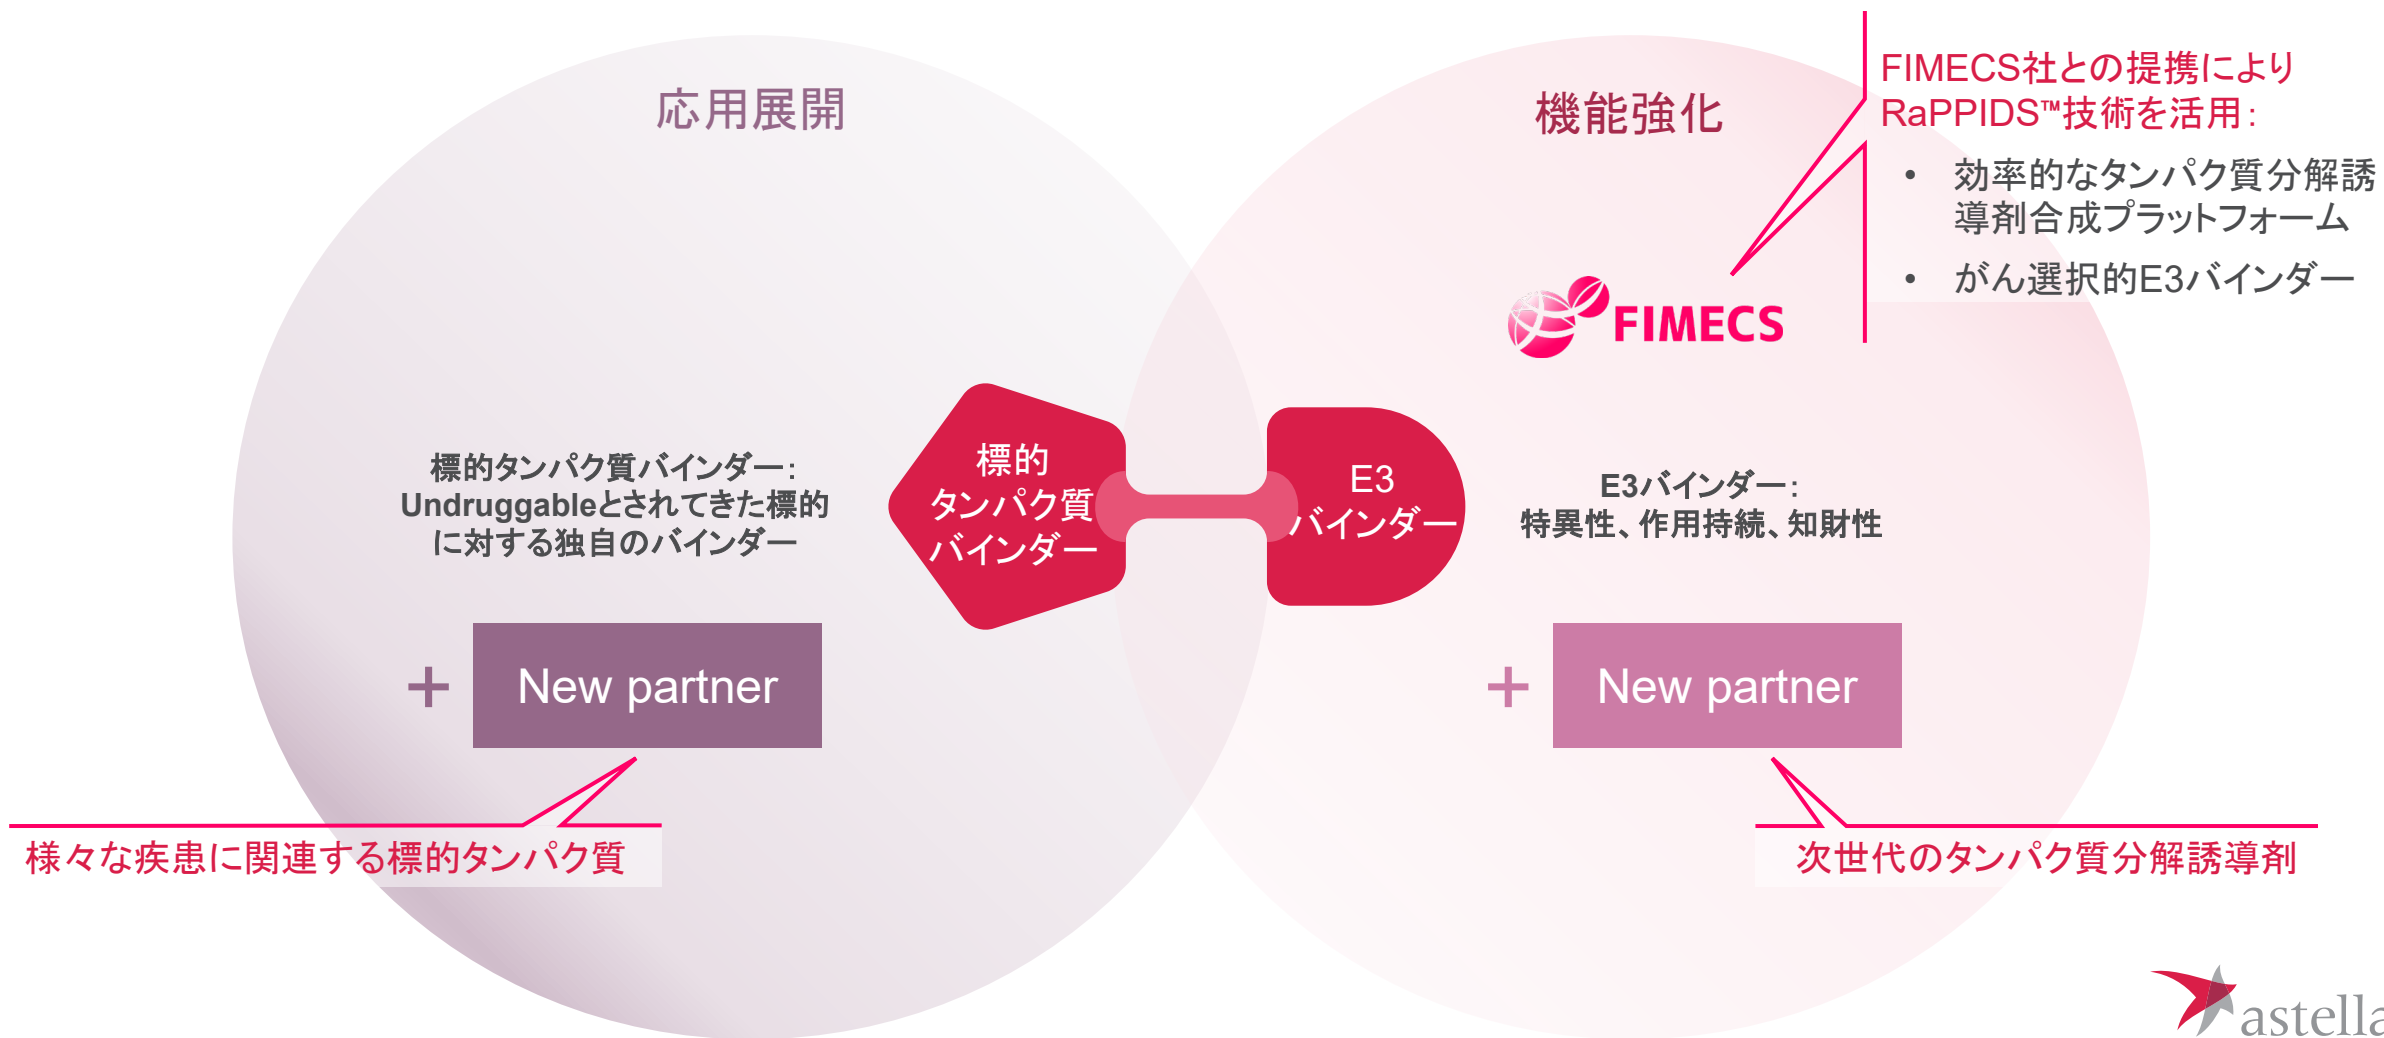 応用展開
標的タンパク質バインダー：
Undruggableとされてきた標的
に対する独自のバインダー
+
New partner
様々な疾患に関連する標的タンパク質
標的
タンパク質
バインダー
E3
バインダー
機能強化
FIMECS
FIMECS社との提携により
RaPPIDS™技術を活用：
• 効率的なタンパク質分解誘
導剤合成プラットフォーム
• がん選択的E3バインダー
E3バインダー：
特異性、作用持続、知財性
+
New partner
次世代のタンパク質分解誘導剤
astella